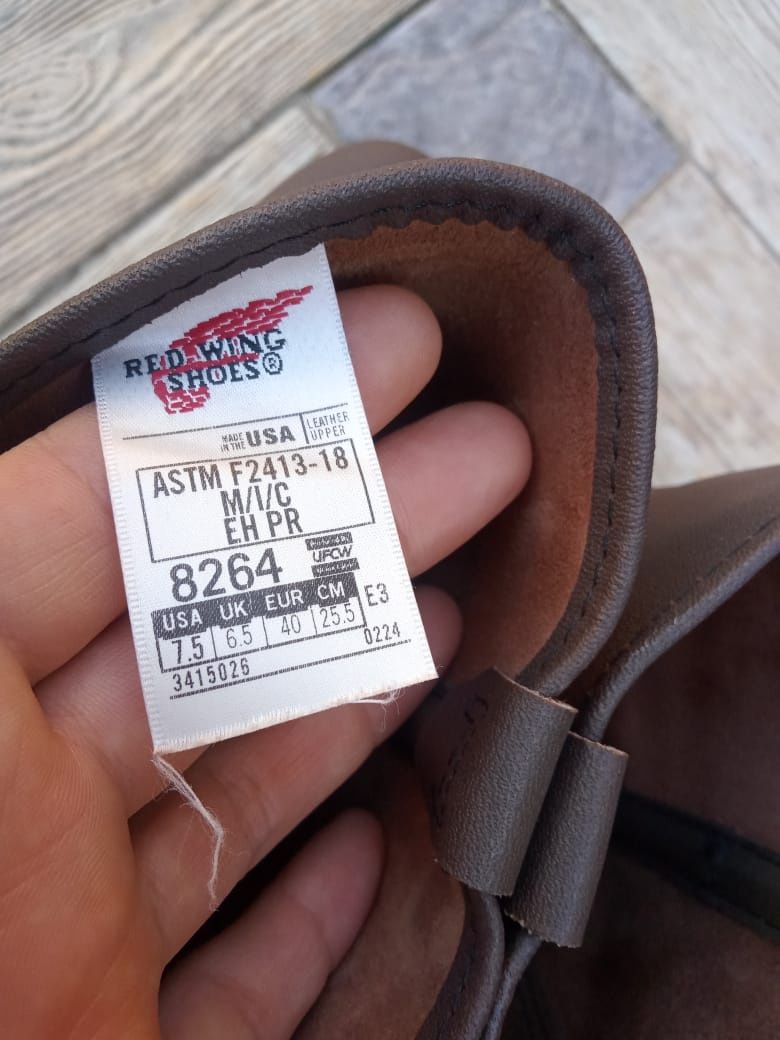 RED WING
SHOES®
MADE IN THE USA LEATHER UPPER
ASTM F2413-18
M/I/C
EH PR
8264 UFCW
USA UK EUR CM E3
7.5 6.5 40 25.5
3415026 0224